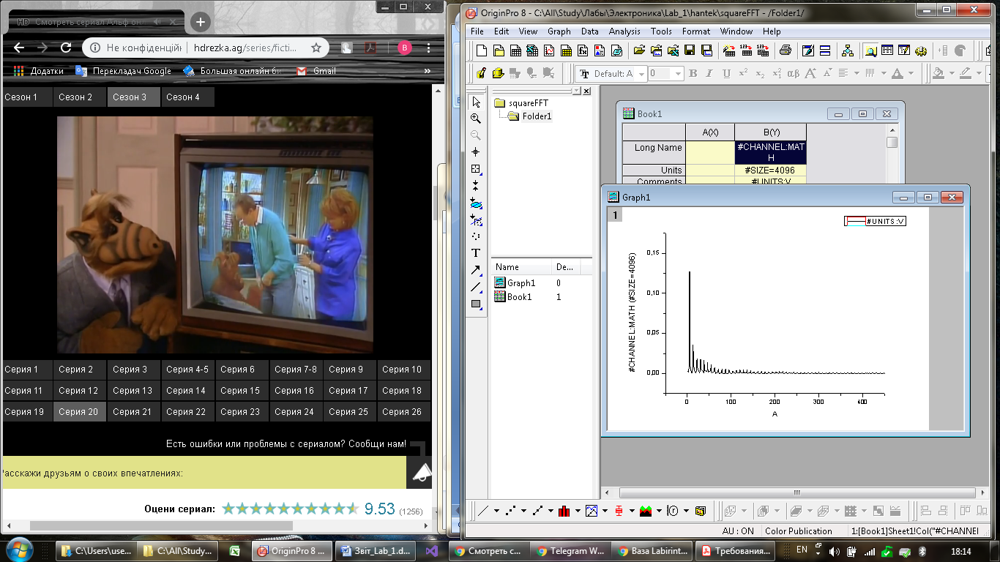 HD Смотреть сериал Альф онл
Не конфіденцій
hdrezka.ag/series/ficti...
B
Додатки
Перекладач Google
Большая онлайн би
Gmail
»
Сезон 1
Сезон 2
Сезон 3
Сезон 4
Серия 1
Серия 2
Серия 3
Серия 4-5
Серия 6
Серия 7-8
Серия 9
Серия 10
Серия 11
Серия 12
Серия 13
Серия 14
Серия 15
Серия 16
Серия 17
Серия 18
Серия 19
Серия 20
Серия 21
Серия 22
Серия 23
Серия 24
Серия 25
Серия 26
Есть ошибки или проблемы с сериалом? Сообщи нам!
Расскажи друзьям о своих впечатлениях:
Оцени сериал:
9.53 (1256)
OriginPro 8 - C:\All\Study\Лабы\Электроника\Lab_1\hantek\squareFFT - /Folder1/
File Edit View Graph Data Analysis Tools Format Window Help
Default: A
0
B I U x² x₂ αβ A A
squareFFT
Folder1
Name De...
Graph1 0
Book1 1
Book1
A(X) B(Y)
Long Name #CHANNEL:MAT
H
Units #SIZE=4096
Comments #UNITS:V
Graph1
1
#UNITS:V
#CHANNEL:MATH (#SIZE=4096)
0,15
0,10
0,05
0,00
0 100 200 300 400
A
AU : ON
Color Publication
1:[Book1]Sheet1!Col("#CHANNEL
C:\Users\use...
C:\All\Study...
OriginPro 8 ...
Звіт_Lab_1.d...
Смотреть с...
Telegram W...
Ваза Labirint...
Требования...
EN
18:14